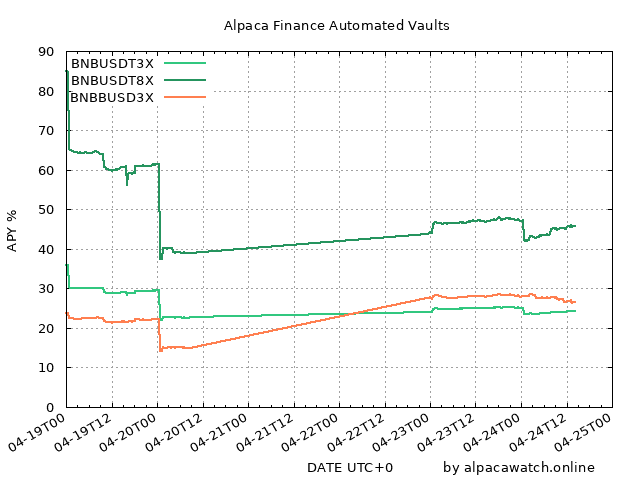 Alpaca Finance Automated Vaults
APY %
90
80
70
60
50
40
30
20
10
0
BNBUSDT3X
BNBUSDT8X
BNBBUSD3X
04-19T00
04-19T12
04-20T00
04-20T12
04-21T00
04-21T12
04-22T00
04-22T12
04-23T00
04-23T12
04-24T00
04-24T12
04-25T00
DATE UTC+0
by alpacawatch.online